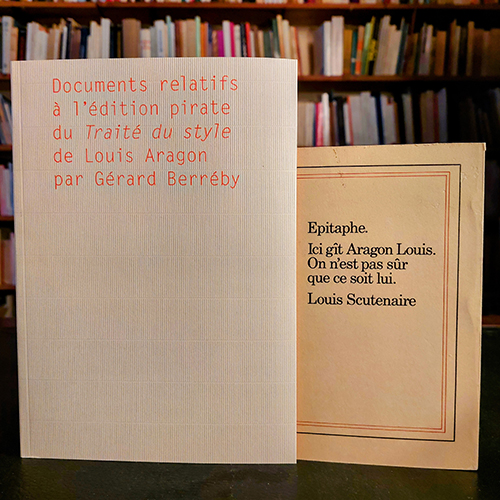 Documents relatifs
à l'édition pirate
du Traité du style
de Louis Aragon
par Gérard Berréby
Epitaphe.
Ici gît Aragon Louis.
On n'est pas sûr
que ce soit lui.
Louis Scutenaire